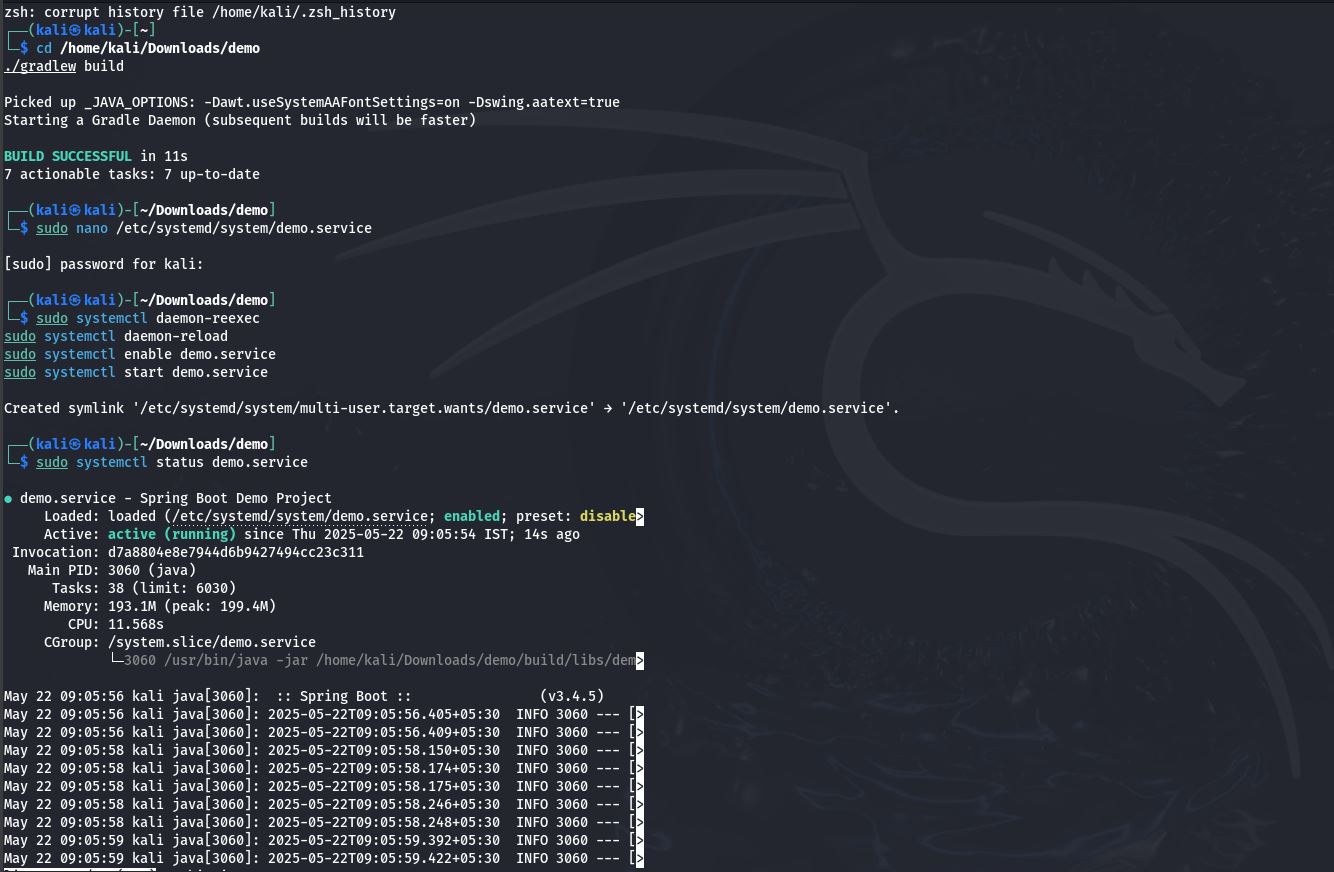 zsh: corrupt history file /home/kali/.zsh_history
┌──(kali㉿kali)-[~]
└─$ cd /home/kali/Downloads/demo
./gradlew build
Picked up _JAVA_OPTIONS: -Dawt.useSystemAAFontSettings=on -Dswing.aatext=true
Starting a Gradle Daemon (subsequent builds will be faster)
BUILD SUCCESSFUL in 11s
7 actionable tasks: 7 up-to-date
┌──(kali㉿kali)-[~/Downloads/demo]
└─$ sudo nano /etc/systemd/system/demo.service
[sudo] password for kali:
┌──(kali㉿kali)-[~/Downloads/demo]
└─$ sudo systemctl daemon-reexec
sudo systemctl daemon-reload
sudo systemctl enable demo.service
sudo systemctl start demo.service
Created symlink '/etc/systemd/system/multi-user.target.wants/demo.service' → '/etc/systemd/system/demo.service'.
┌──(kali㉿kali)-[~/Downloads/demo]
└─$ sudo systemctl status demo.service
● demo.service - Spring Boot Demo Project
Loaded: loaded (/etc/systemd/system/demo.service; enabled; preset: disable>
Active: active (running) since Thu 2025-05-22 09:05:54 IST; 14s ago
Invocation: d7a8804e8e7944d6b9427494cc23c311
Main PID: 3060 (java)
Tasks: 38 (limit: 6030)
Memory: 193.1M (peak: 199.4M)
CPU: 11.568s
CGroup: /system.slice/demo.service
└─3060 /usr/bin/java -jar /home/kali/Downloads/demo/build/libs/dem>
May 22 09:05:56 kali java[3060]:  :: Spring Boot ::                (v3.4.5)
May 22 09:05:56 kali java[3060]: 2025-05-22T09:05:56.405+05:30  INFO 3060 --- [>
May 22 09:05:56 kali java[3060]: 2025-05-22T09:05:56.409+05:30  INFO 3060 --- [>
May 22 09:05:58 kali java[3060]: 2025-05-22T09:05:58.150+05:30  INFO 3060 --- [>
May 22 09:05:58 kali java[3060]: 2025-05-22T09:05:58.174+05:30  INFO 3060 --- [>
May 22 09:05:58 kali java[3060]: 2025-05-22T09:05:58.175+05:30  INFO 3060 --- [>
May 22 09:05:58 kali java[3060]: 2025-05-22T09:05:58.246+05:30  INFO 3060 --- [>
May 22 09:05:58 kali java[3060]: 2025-05-22T09:05:58.248+05:30  INFO 3060 --- [>
May 22 09:05:59 kali java[3060]: 2025-05-22T09:05:59.392+05:30  INFO 3060 --- [>
May 22 09:05:59 kali java[3060]: 2025-05-22T09:05:59.422+05:30  INFO 3060 --- [>